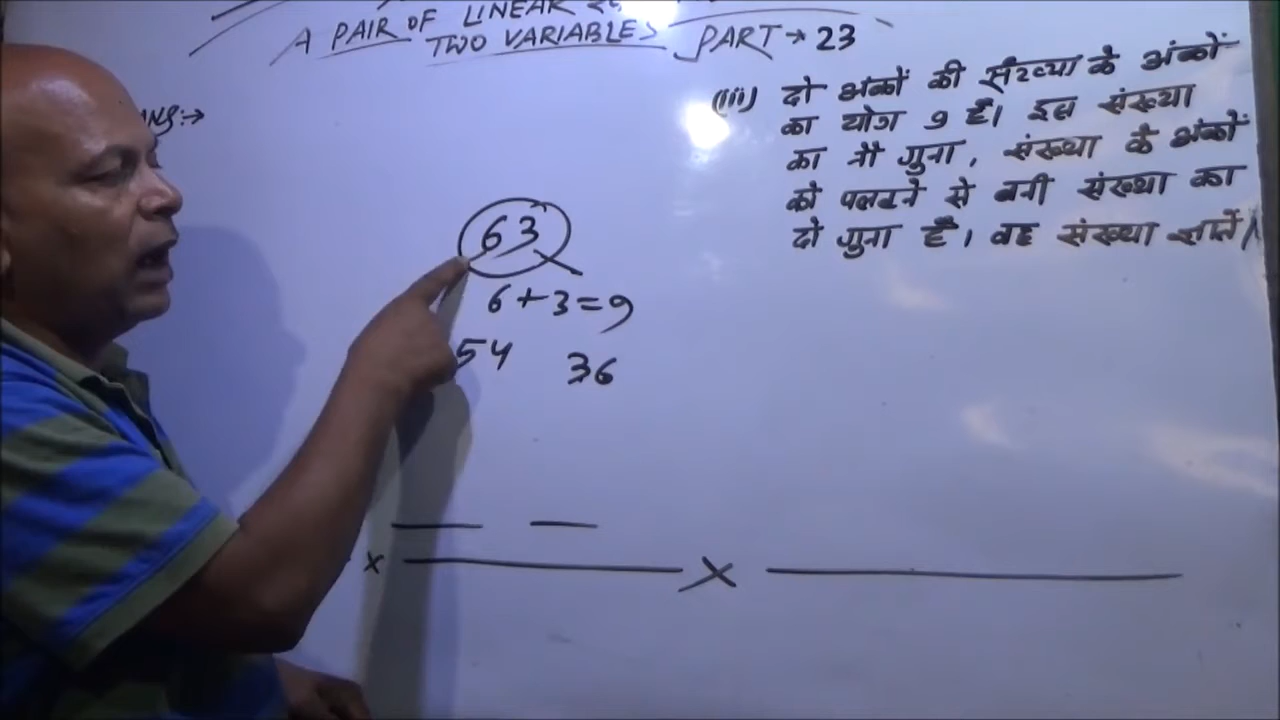 A PAIR OF LINEAR
TWO VARIABLES PART → 23
ANS:→
(iii) दो अंकों की संख्या के अंकों
का योग 9 है। इस संख्या
का नौ गुना, संख्या के अंकों
को पलटने से बनी संख्या का
दो गुना है। वह संख्या ज्ञात
63
6+3=9
54 36
x
X